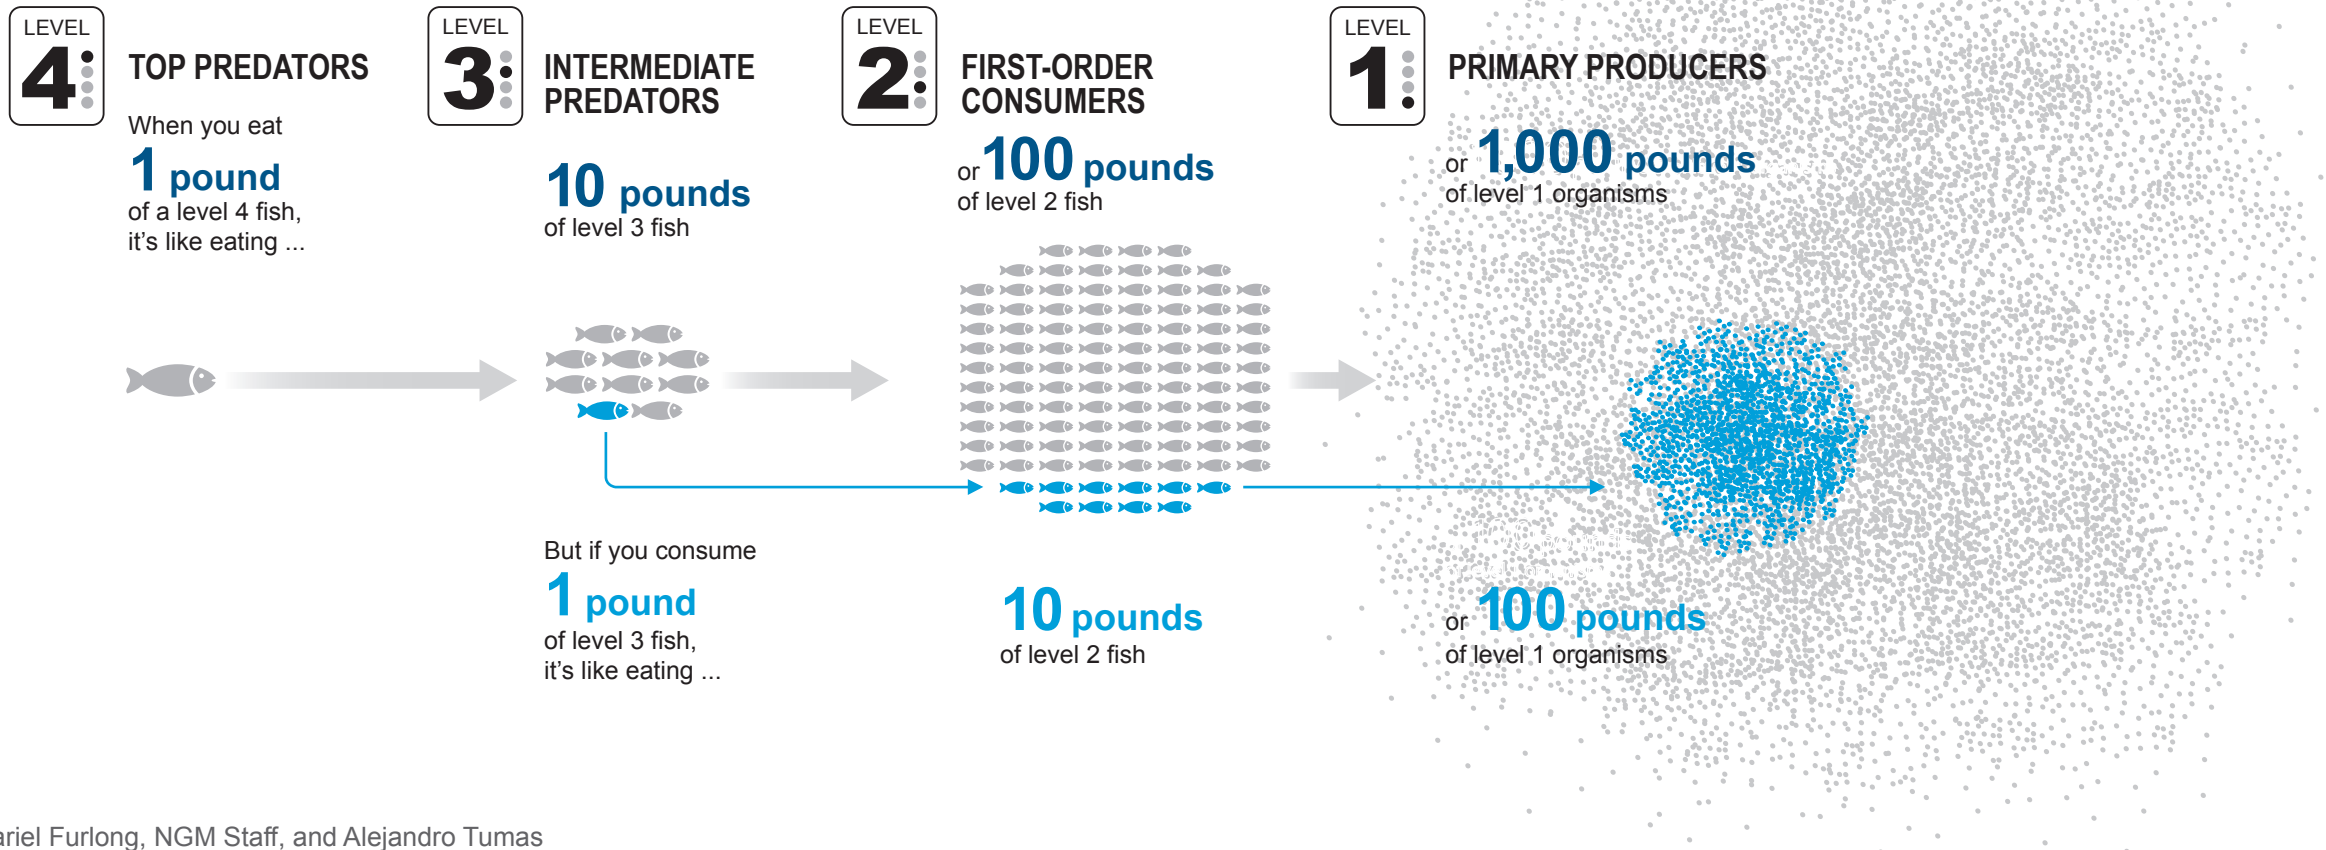 LEVEL
4
TOP PREDATORS
When you eat
1 pound
of a level 4 fish,
it's like eating ...
LEVEL
3
INTERMEDIATE
PREDATORS
10 pounds
of level 3 fish
LEVEL
2
FIRST-ORDER
CONSUMERS
or 100 pounds
of level 2 fish
LEVEL
1
PRIMARY PRODUCERS
or 1,000 pounds
of level 1 organisms
But if you consume
1 pound
of level 3 fish,
it's like eating ...
10 pounds
of level 2 fish
or 100 pounds
of level 1 organisms
Furlong, NGM Staff, and Alejandro Tumas